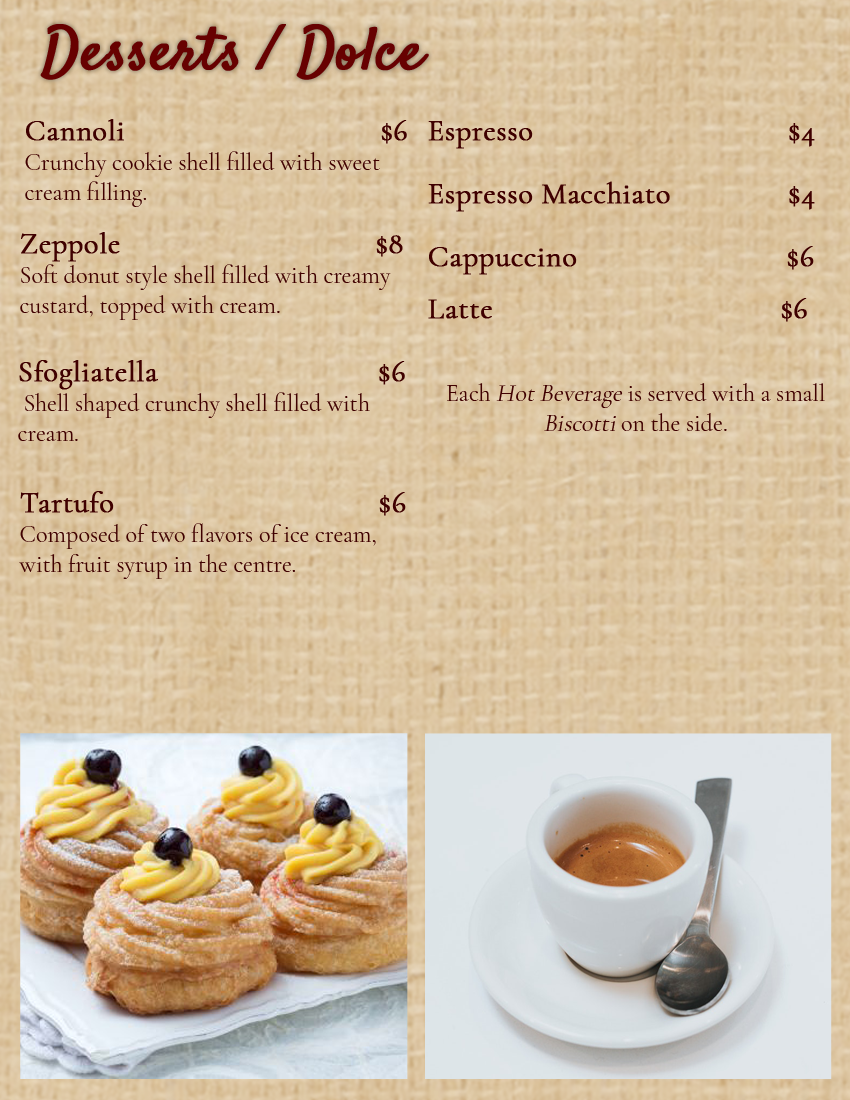 Desserts / Dolce
Cannoli $6
Crunchy cookie shell filled with sweet
cream filling.
Zeppole $8
Soft donut style shell filled with creamy
custard, topped with cream.
Sfogliatella $6
Shell shaped crunchy shell filled with
cream.
Tartufo $6
Composed of two flavors of ice cream,
with fruit syrup in the centre.
Espresso $4
Espresso Macchiato $4
Cappuccino $6
Latte $6
Each Hot Beverage is served with a small
Biscotti on the side.